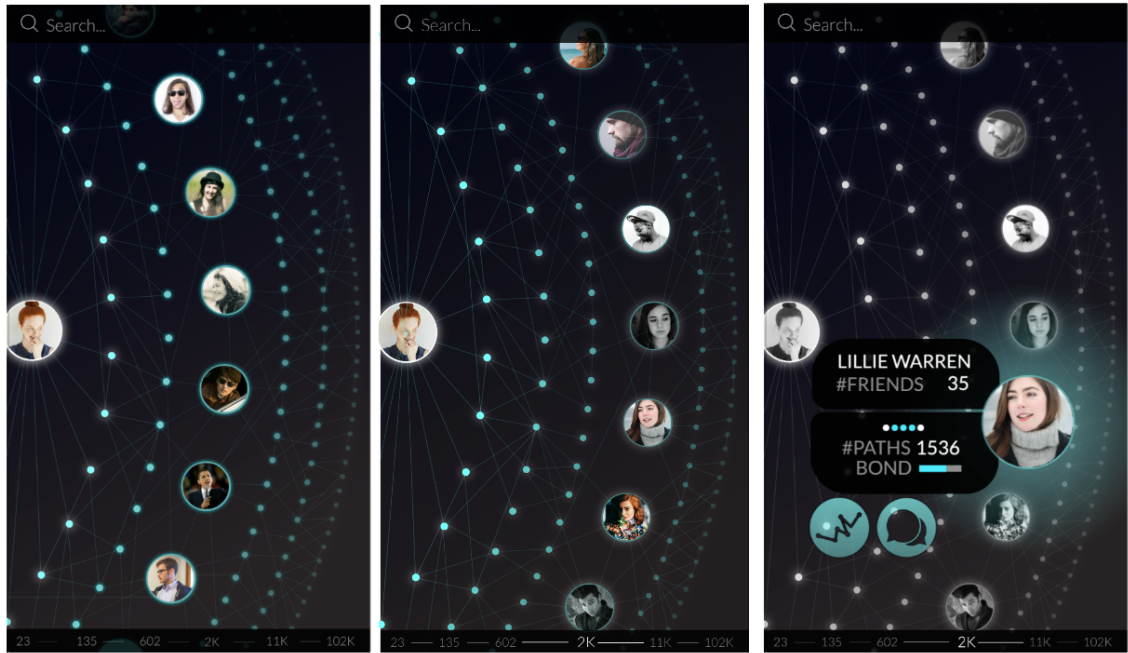 Search...
23 135 602 2K 11K 102K
Search...
23 135 602 2K 11K 102K
Search...
LILLIE WARREN
#FRIENDS 35
#PATHS 1536
BOND
23 135 602 2K 11K 102K